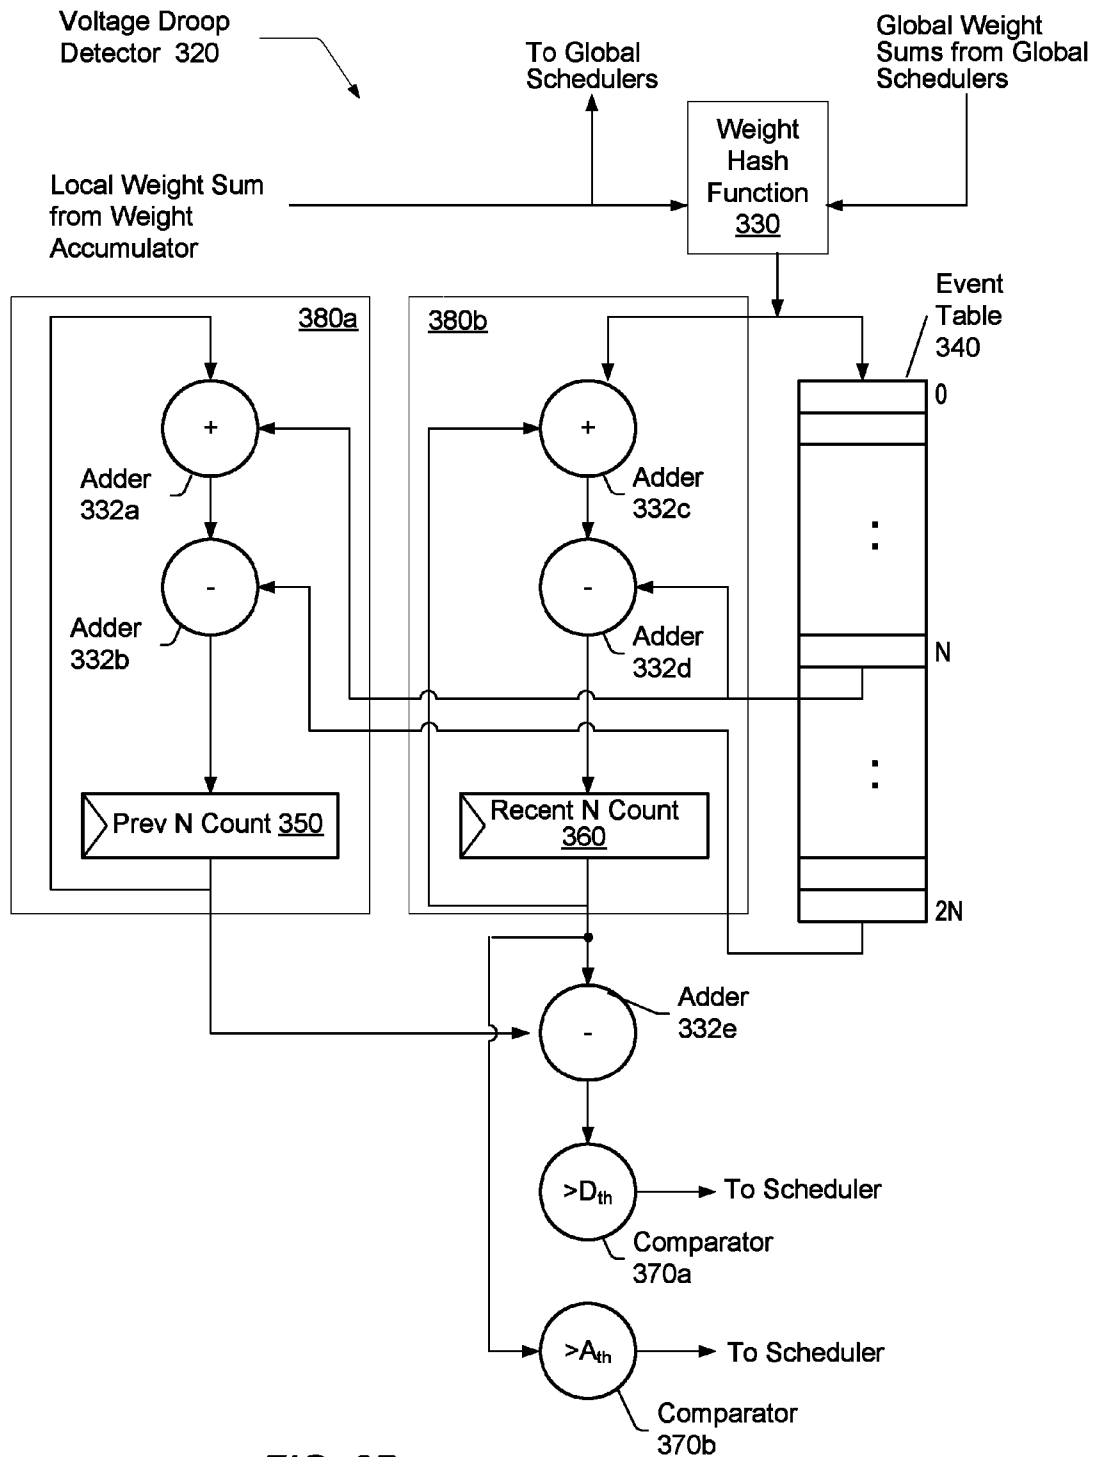 Voltage Droop
Detector 320
To Global
Schedulers
Global Weight
Sums from Global
Schedulers
Weight
Hash
Function
330
Local Weight Sum
from Weight
Accumulator
Event
Table
340
380a
380b
0
+
+
Adder
332a
Adder
332c
:
-
-
Adder
332b
Adder
332d
N
:
Prev N Count 350
Recent N Count
360
2N
Adder
332e
-
>Dth
To Scheduler
Comparator
370a
>Ath
To Scheduler
Comparator
370b